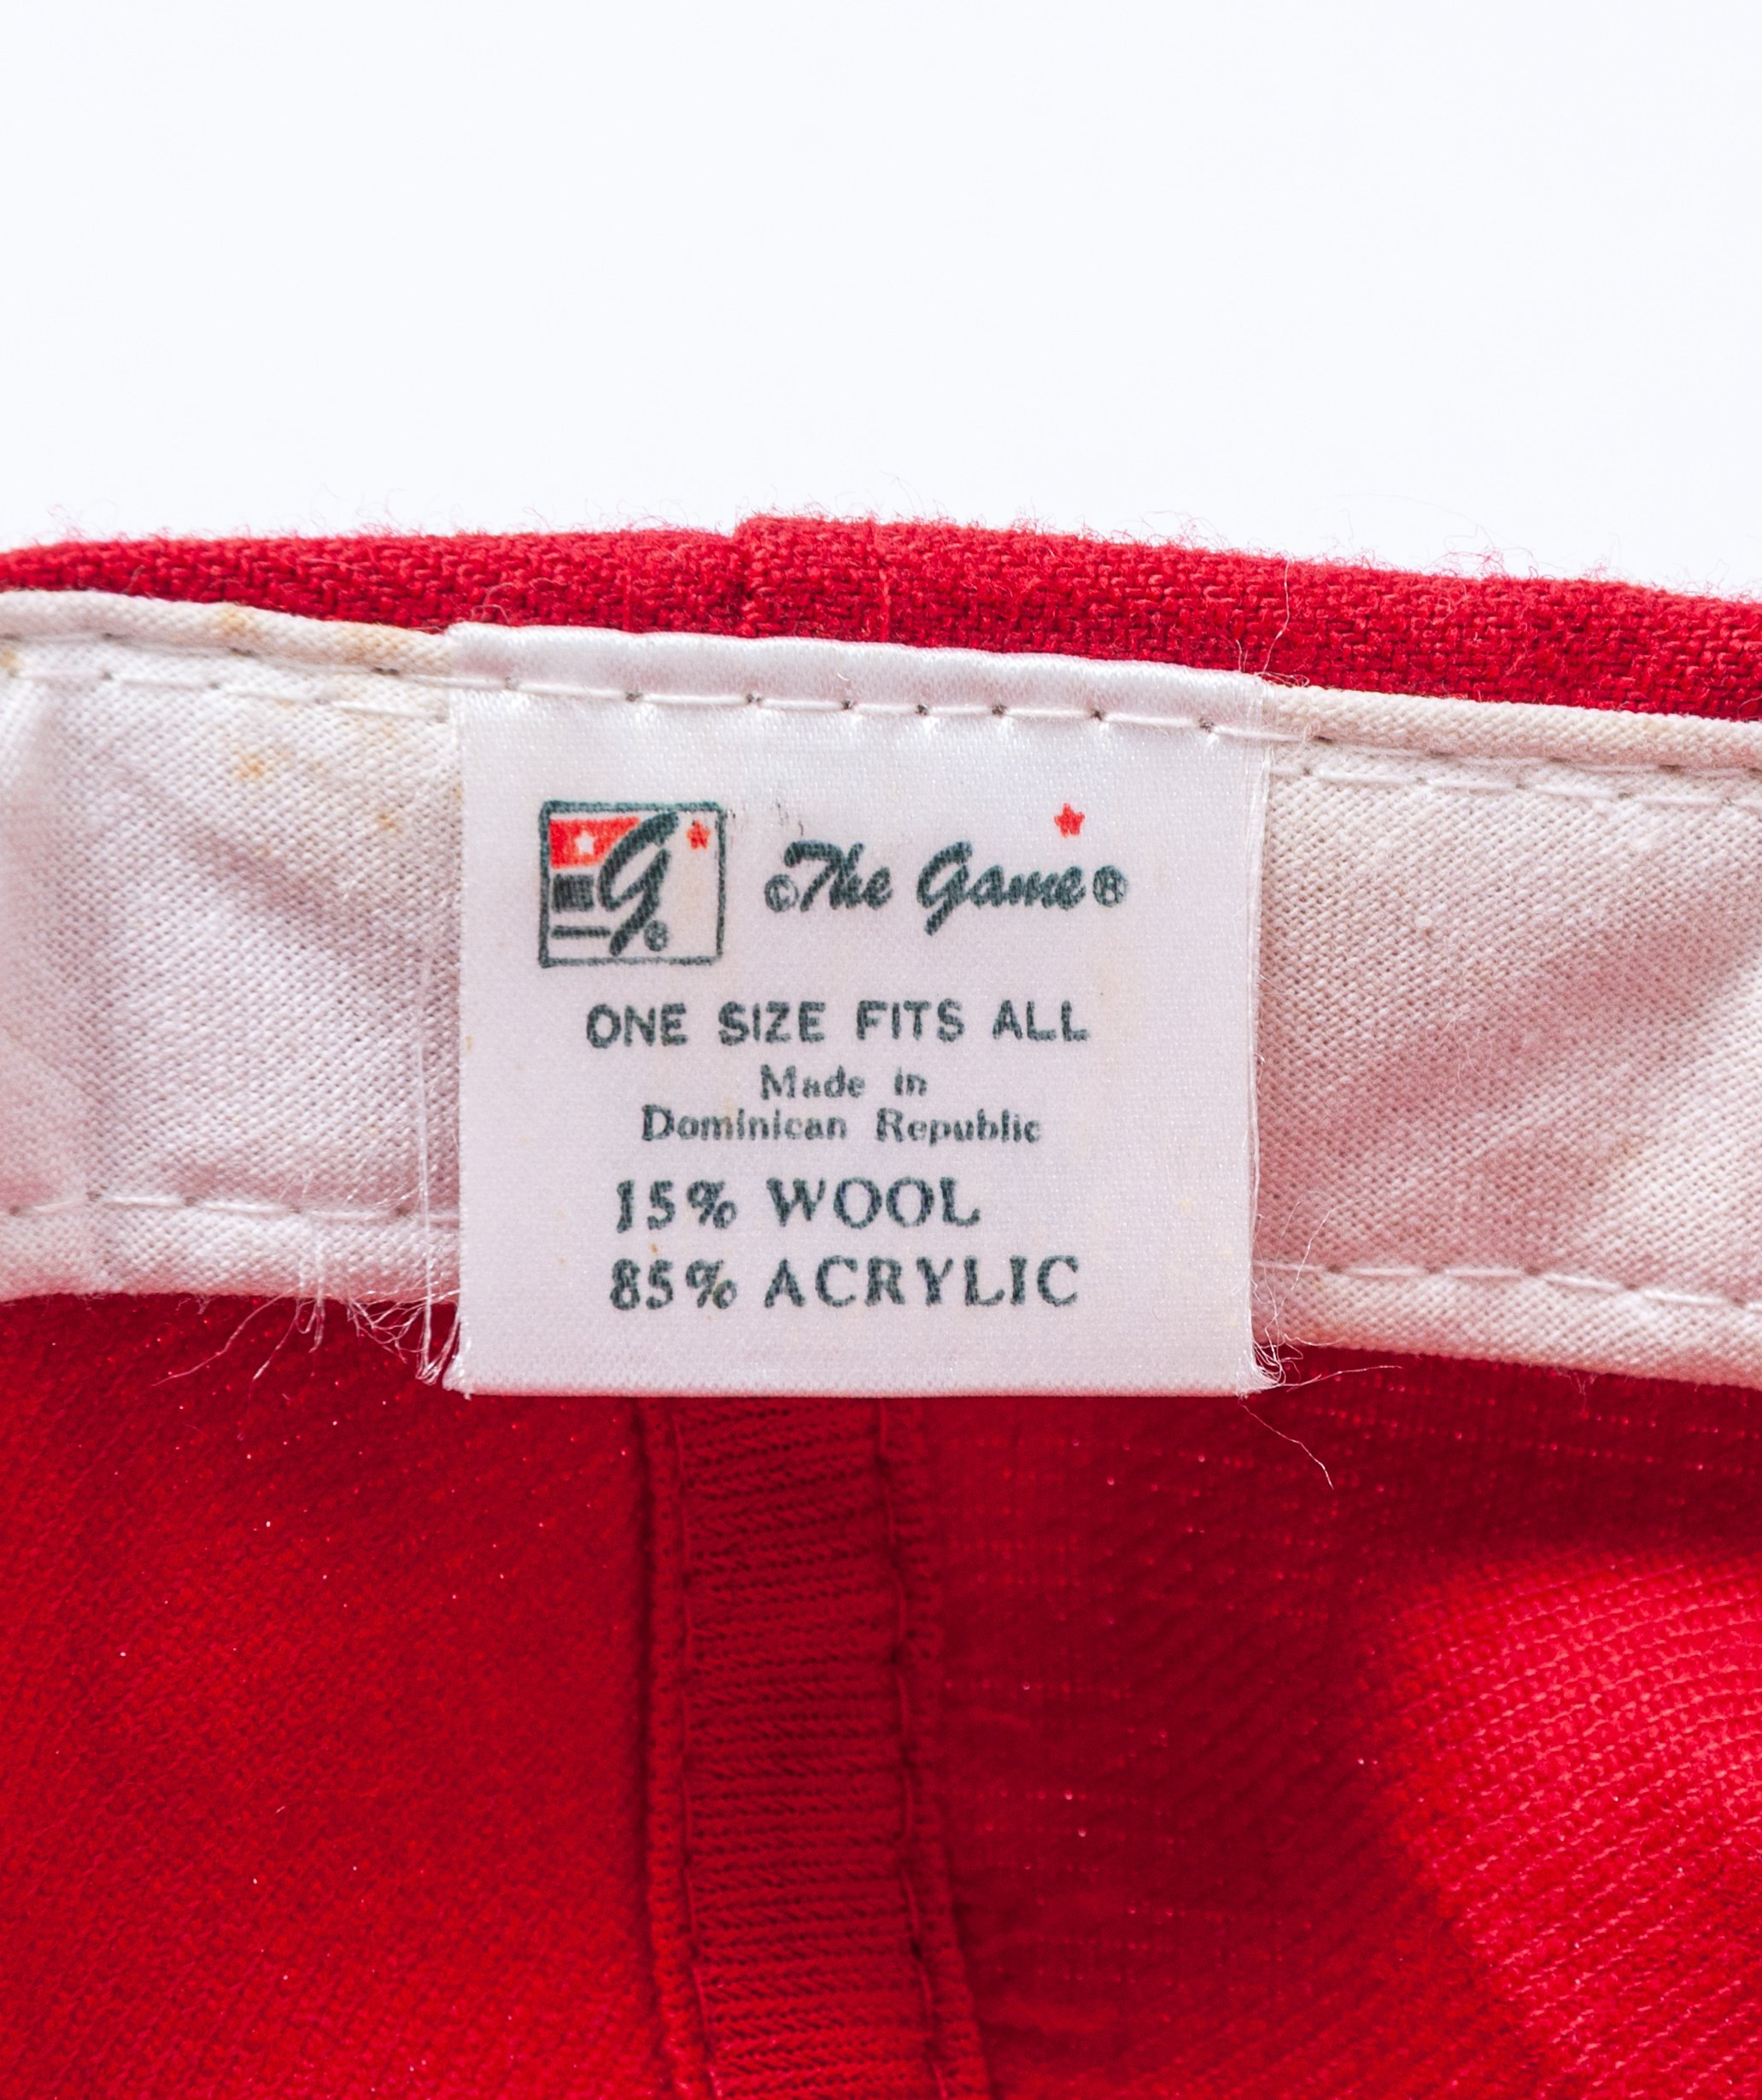 ©The Game®
ONE SIZE FITS ALL
Made in
Dominican Republic
15% WOOL
85% ACRYLIC